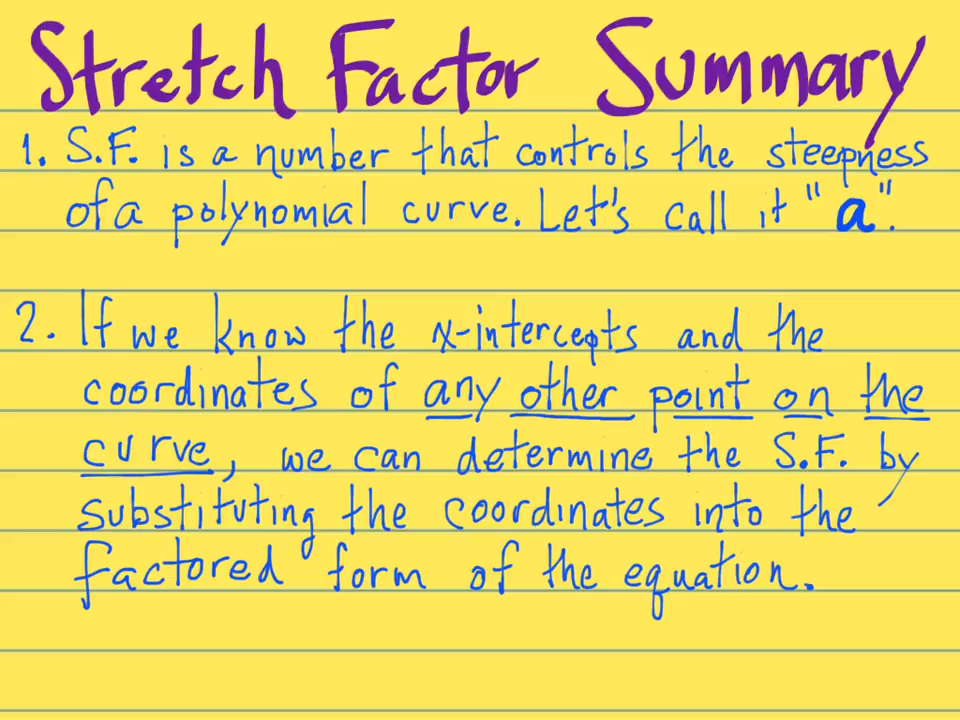 Stretch Factor Summary
1. S.F. is a number that controls the steepness
of a polynomial curve. Let's call it "a".
2. If we know the x-intercepts and the
coordinates of any other point on the
curve, we can determine the S.F. by
substituting the coordinates into the
factored form of the equation.